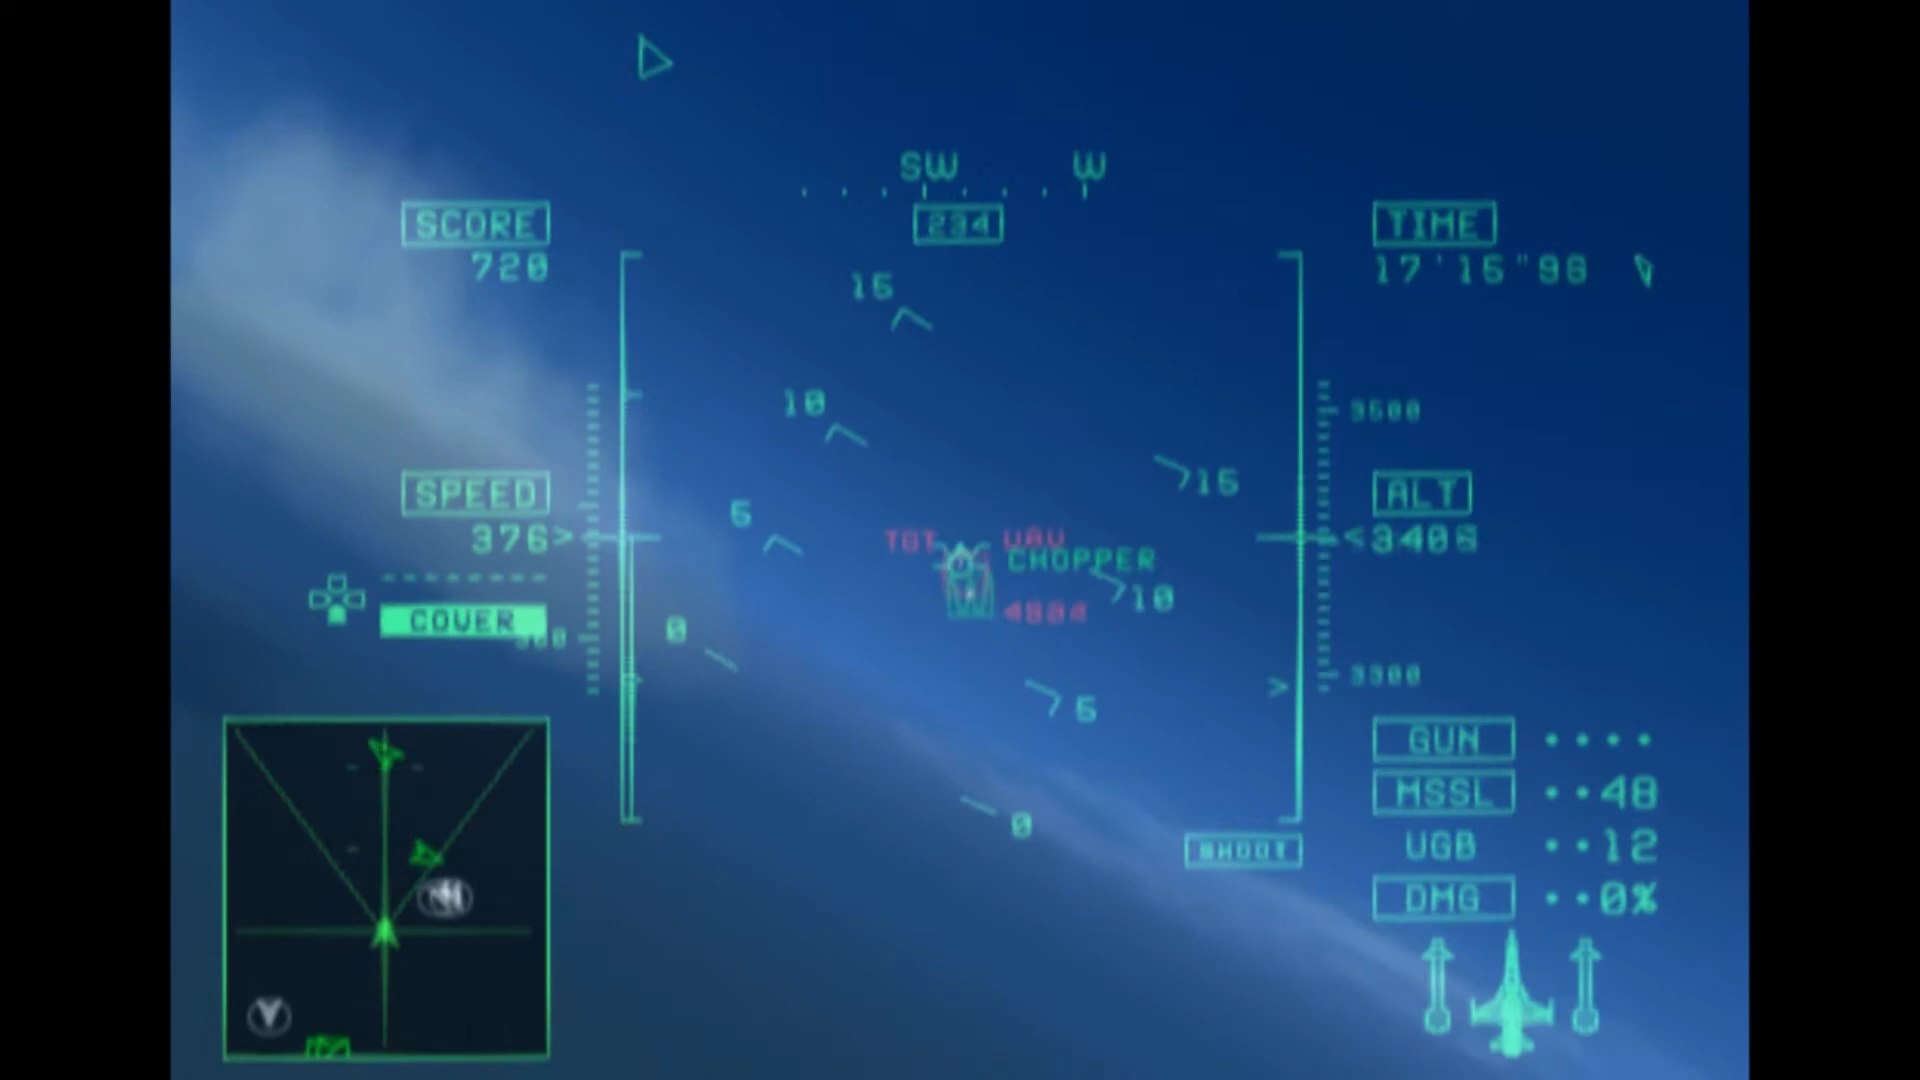 SW W
234
SCORE
720
TIME
17'15"98
15
10
15
3500
SPEED
376>
ALT
5
TGT UAV
CHOPPER
10
COVER
4804
0
3300
5
0
GUN
MSSL 48
UGB 12
SHOOT
DMG 0%
N
V